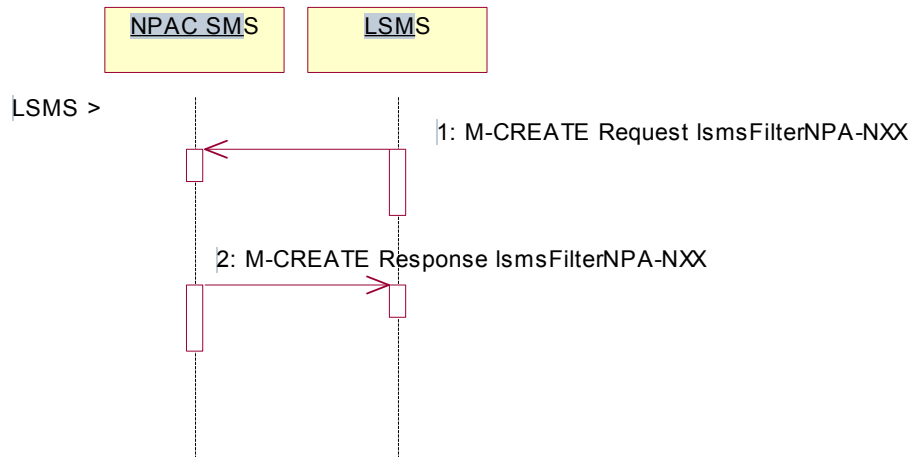 NPAC SMS
LSMS
LSMS >
1: M-CREATE Request lsmsFilterNPA-NXX
2: M-CREATE Response lsmsFilterNPA-NXX